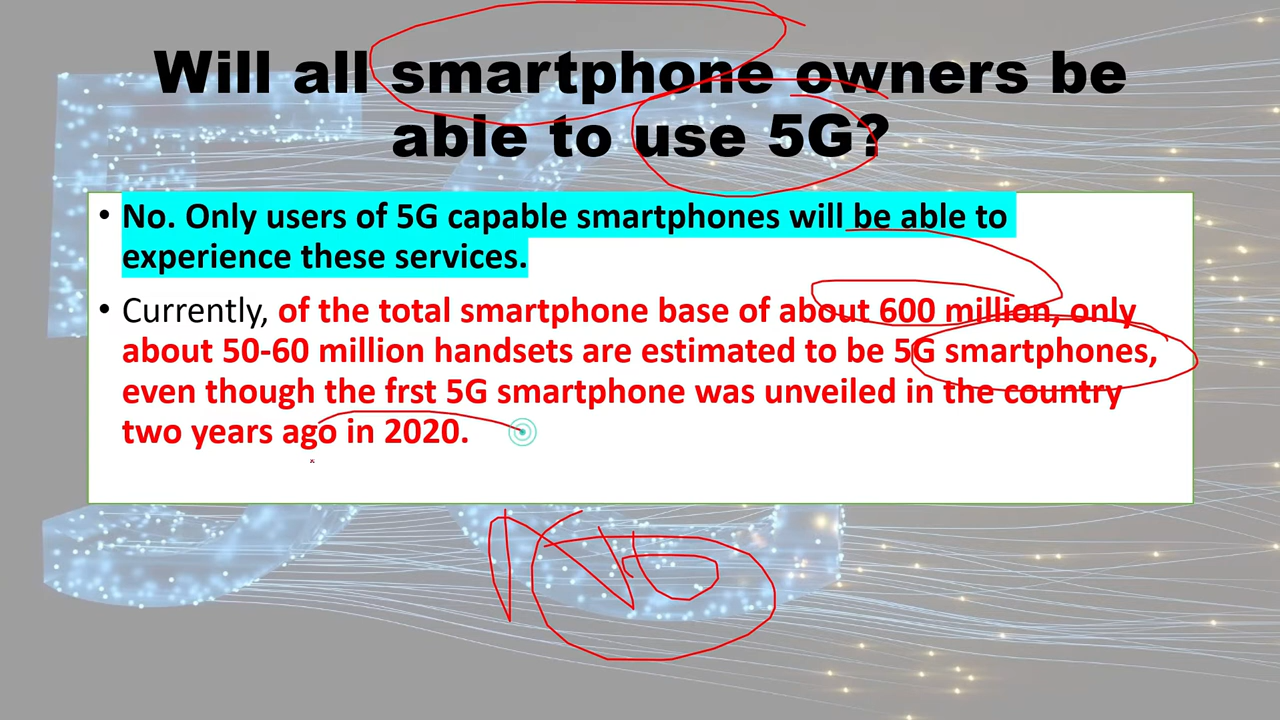 Will all smartphone owners be
able to use 5G?
• No. Only users of 5G capable smartphones will be able to
experience these services.
• Currently, of the total smartphone base of about 600 million, only
about 50-60 million handsets are estimated to be 5G smartphones,
even though the frst 5G smartphone was unveiled in the country
two years ago in 2020.
NO